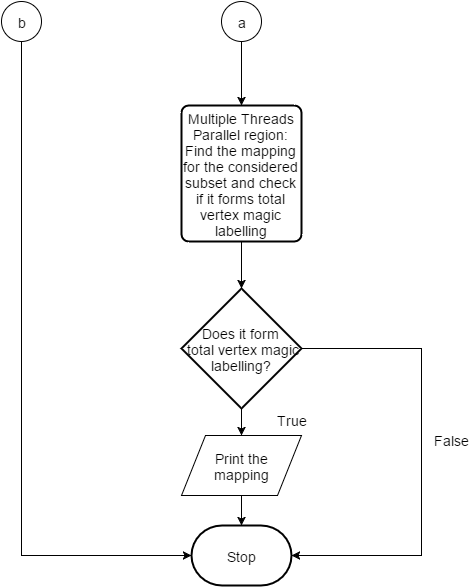 b
a
Multiple Threads
Parallel region:
Find the mapping
for the considered
subset and check
if it forms total
vertex magic
labelling
Does it form
total vertex magic
labelling?
True
False
Print the
mapping
Stop